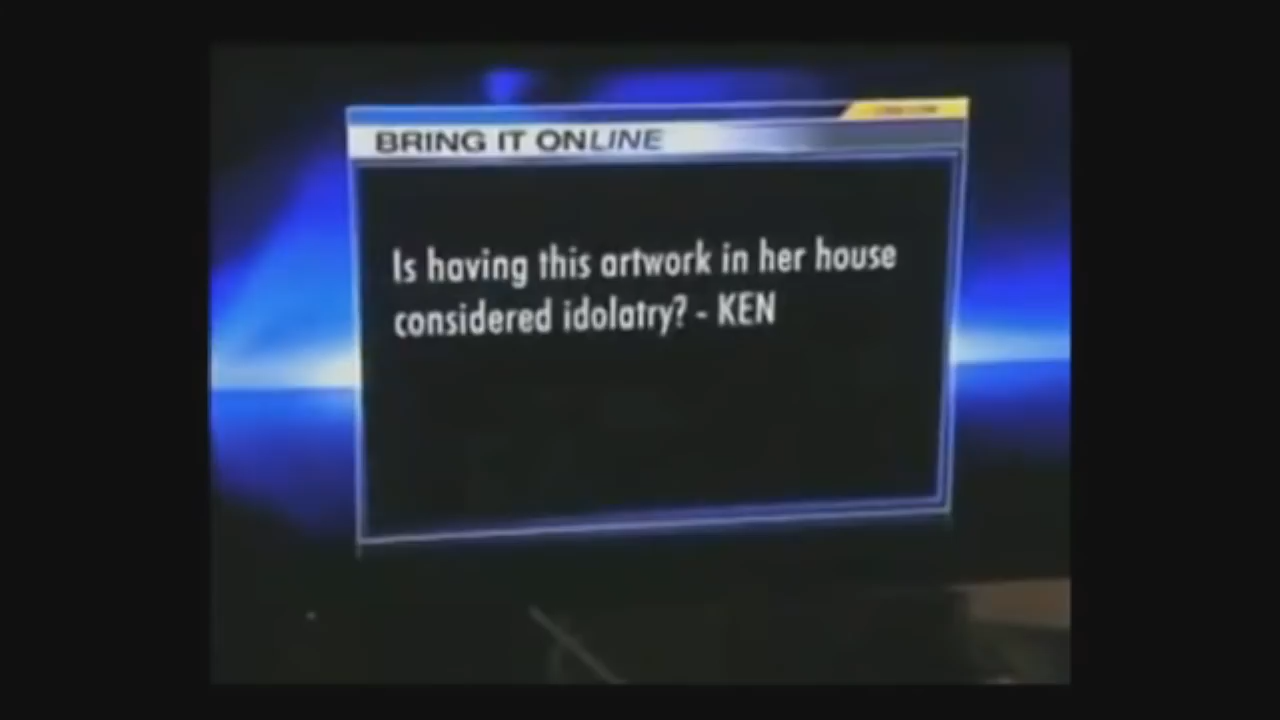 BRING IT ONLINE
Is having this artwork in her house
considered idolatry? - KEN